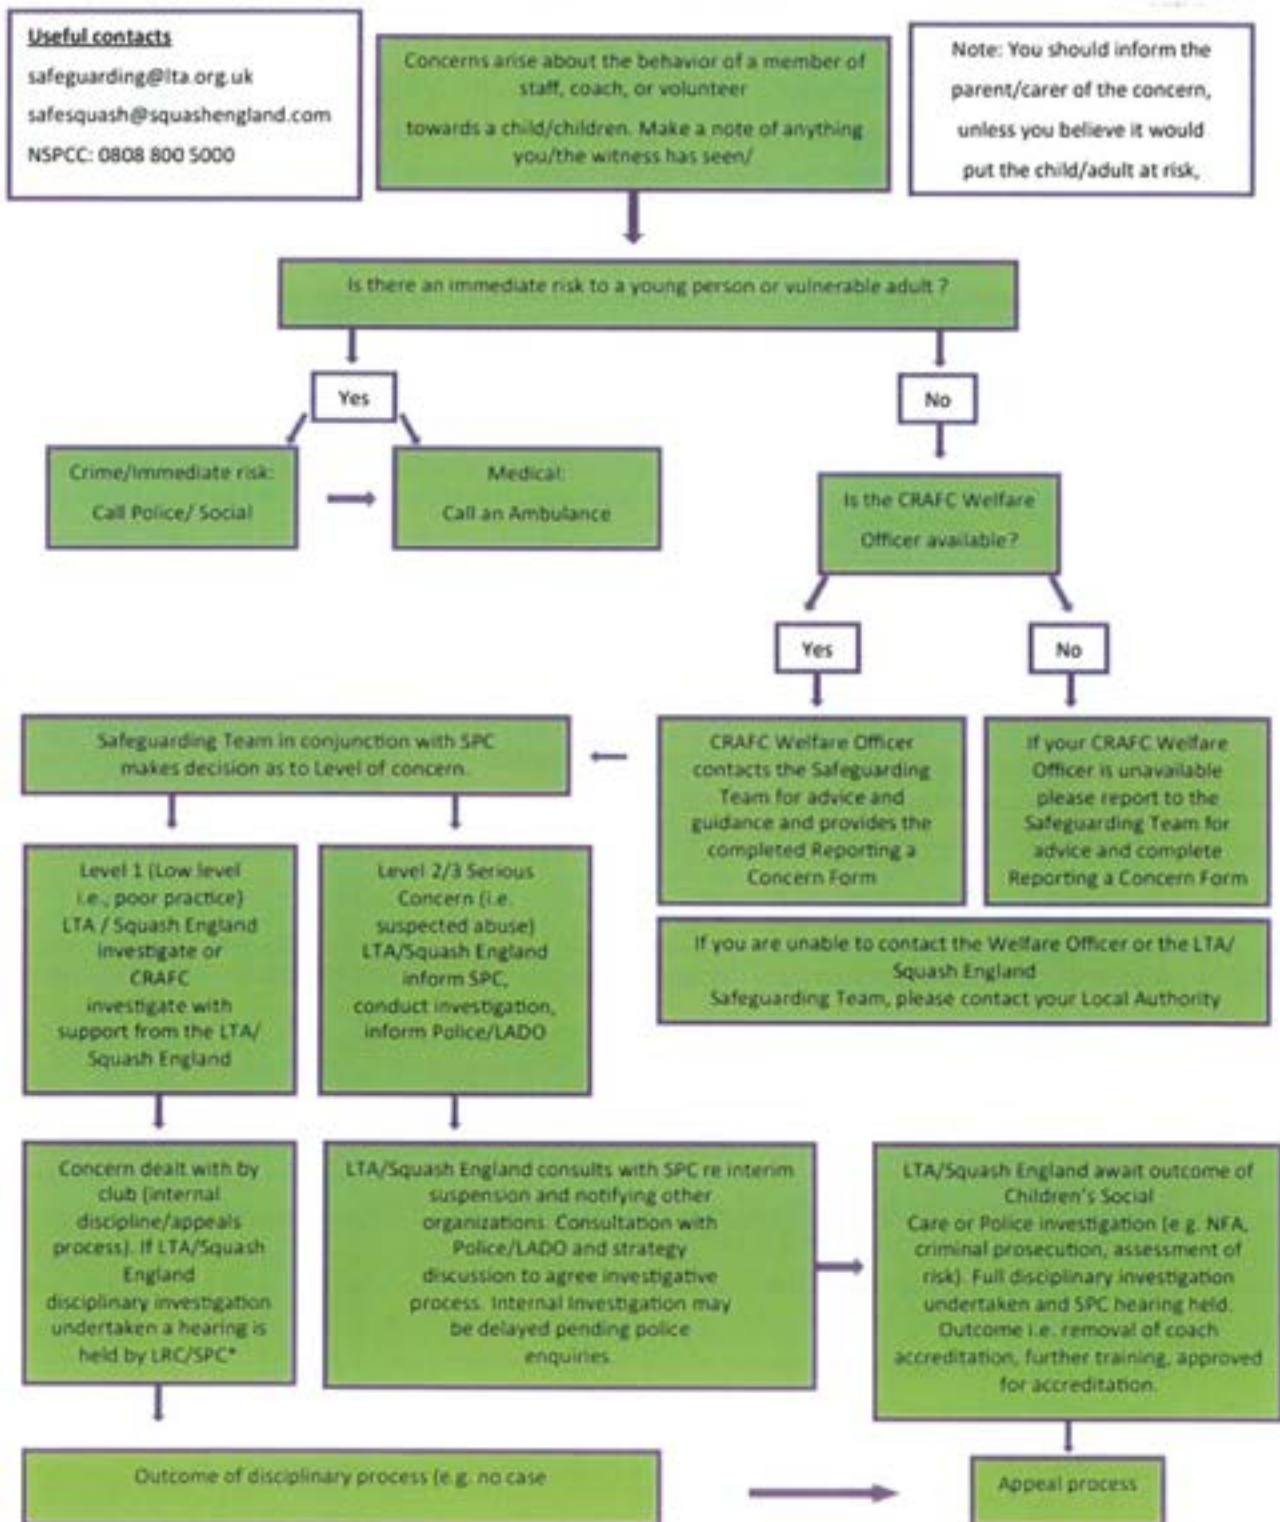 Useful contacts
safeguarding@lta.org.uk
safesquash@squashengland.com
NSPCC: 0808 800 5000
Concerns arise about the behavior of a member of
staff, coach, or volunteer
towards a child/children. Make a note of anything
you/the witness has seen/
Note: You should inform the
parent/carer of the concern,
unless you believe it would
put the child/adult at risk,
Is there an immediate risk to a young person or vulnerable adult ?
Yes
No
Crime/Immediate risk:
Call Police/ Social
Medical:
Call an Ambulance
Is the CRAFC Welfare
Officer available?
Yes
No
Safeguarding Team in conjunction with SPC
makes decision as to Level of concern.
CRAFC Welfare Officer
contacts the Safeguarding
Team for advice and
guidance and provides the
completed Reporting a
Concern Form
If your CRAFC Welfare
Officer is unavailable
please report to the
Safeguarding Team for
advice and complete
Reporting a Concern Form
Level 1 (Low level
i.e., poor practice)
LTA / Squash England
investigate or
CRAFC
investigate with
support from the LTA/
Squash England
Level 2/3 Serious
Concern (i.e.
suspected abuse)
LTA/Squash England
inform SPC,
conduct investigation,
inform Police/LADO
If you are unable to contact the Welfare Officer or the LTA/
Squash England
Safeguarding Team, please contact your Local Authority
Concern dealt with by
club (internal
discipline/appeals
process). If LTA/Squash
England
disciplinary investigation
undertaken a hearing is
held by LRC/SPC*
LTA/Squash England consults with SPC re interim
suspension and notifying other
organizations. Consultation with
Police/LADO and strategy
discussion to agree investigative
process. Internal Investigation may
be delayed pending police
enquiries.
LTA/Squash England await outcome of
Children's Social
Care or Police investigation (e.g. NFA,
criminal prosecution, assessment of
risk). Full disciplinary investigation
undertaken and SPC hearing held.
Outcome i.e. removal of coach
accreditation, further training, approved
for accreditation.
Outcome of disciplinary process (e.g. no case
Appeal process